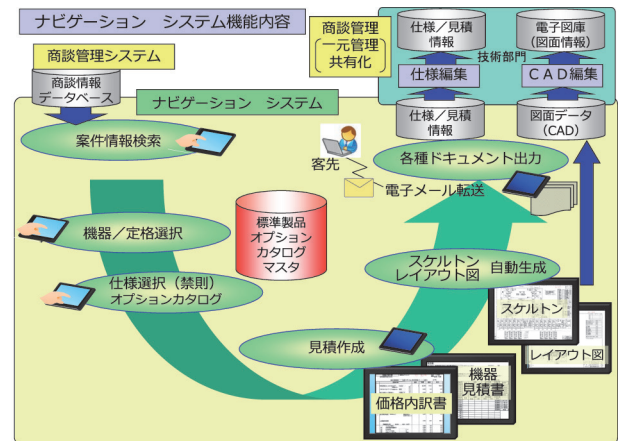 ナビゲーション　システム機能内容
商談管理システム
商談情報
データベース
ナビゲーション　システム
商談管理
一元管理
共有化
仕様／見積
情報
技術部門
電子図庫
（図面情報）
仕様編集
ＣＡＤ編集
仕様／見積
情報
図面データ
（CAD）
案件情報検索
客先
各種ドキュメント出力
電子メール転送
機器／定格選択
標準製品
オプション
カタログ
マスタ
仕様選択（禁則）
オプションカタログ
スケルトン
レイアウト図
自動生成
スケルトン
レイアウト図
見積作成
機器
見積書
価格内訳書